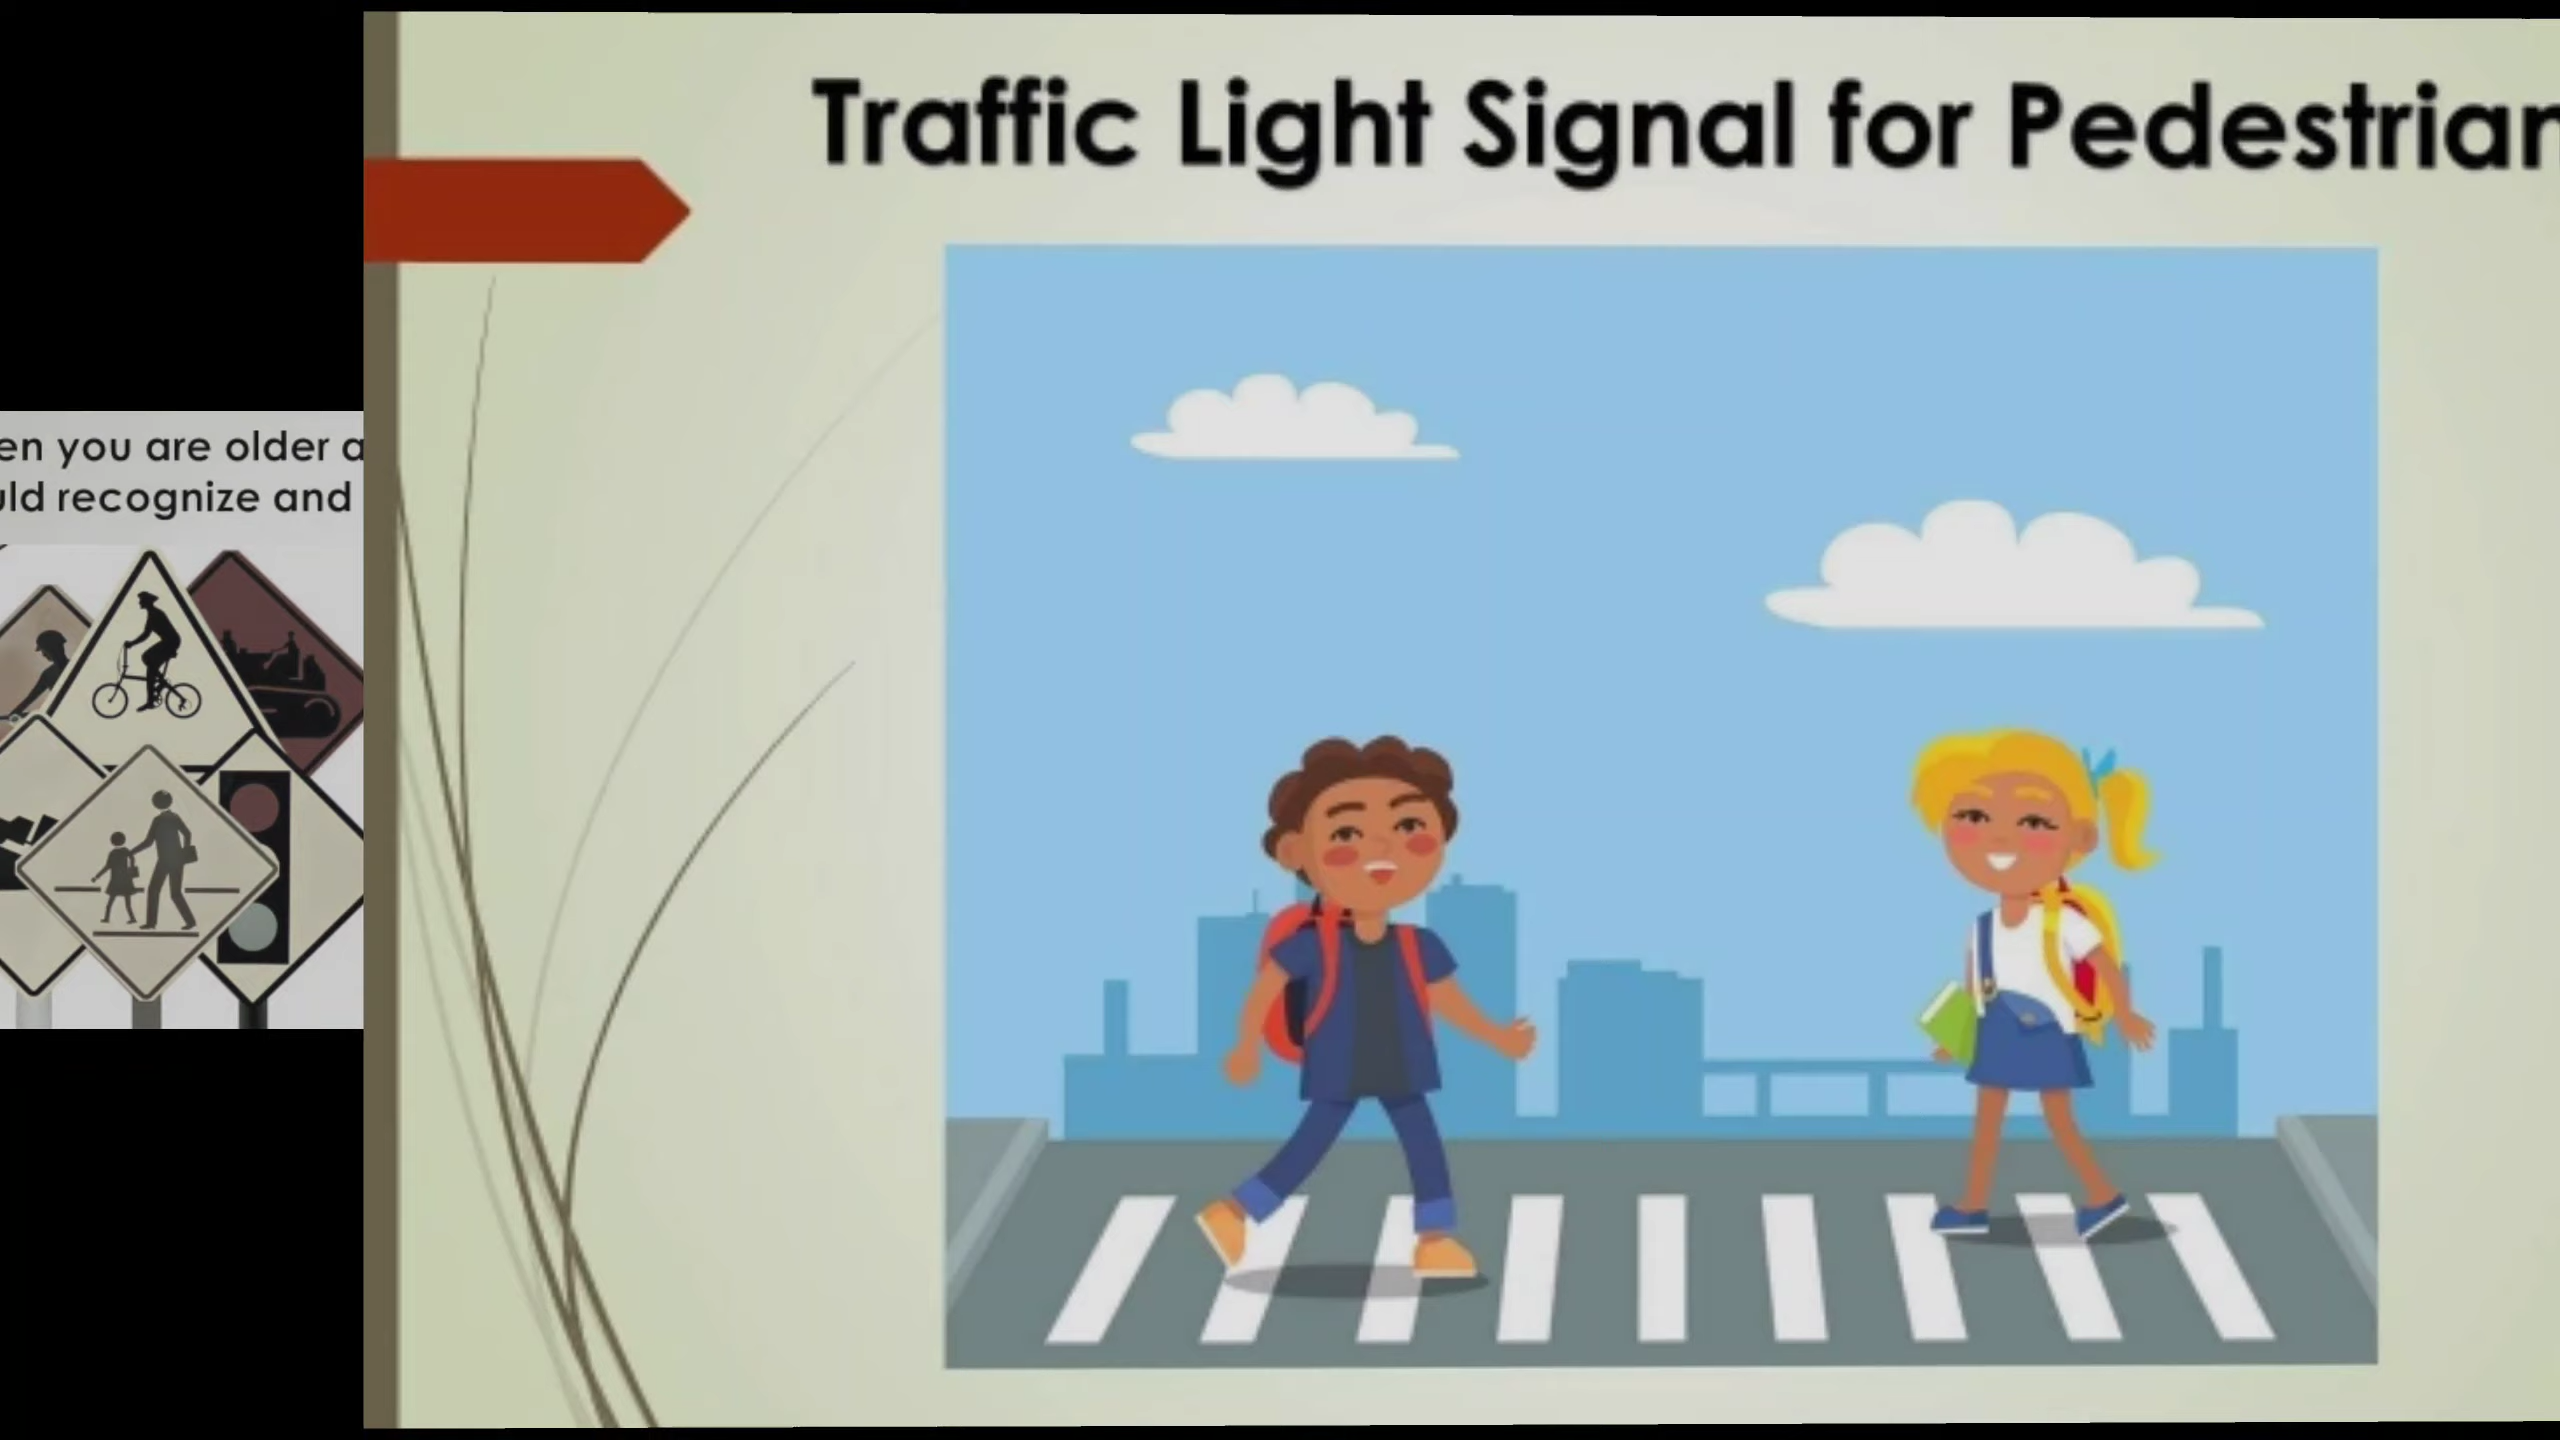 Traffic Light Signal for Pedestrian
en you are older a
uld recognize and